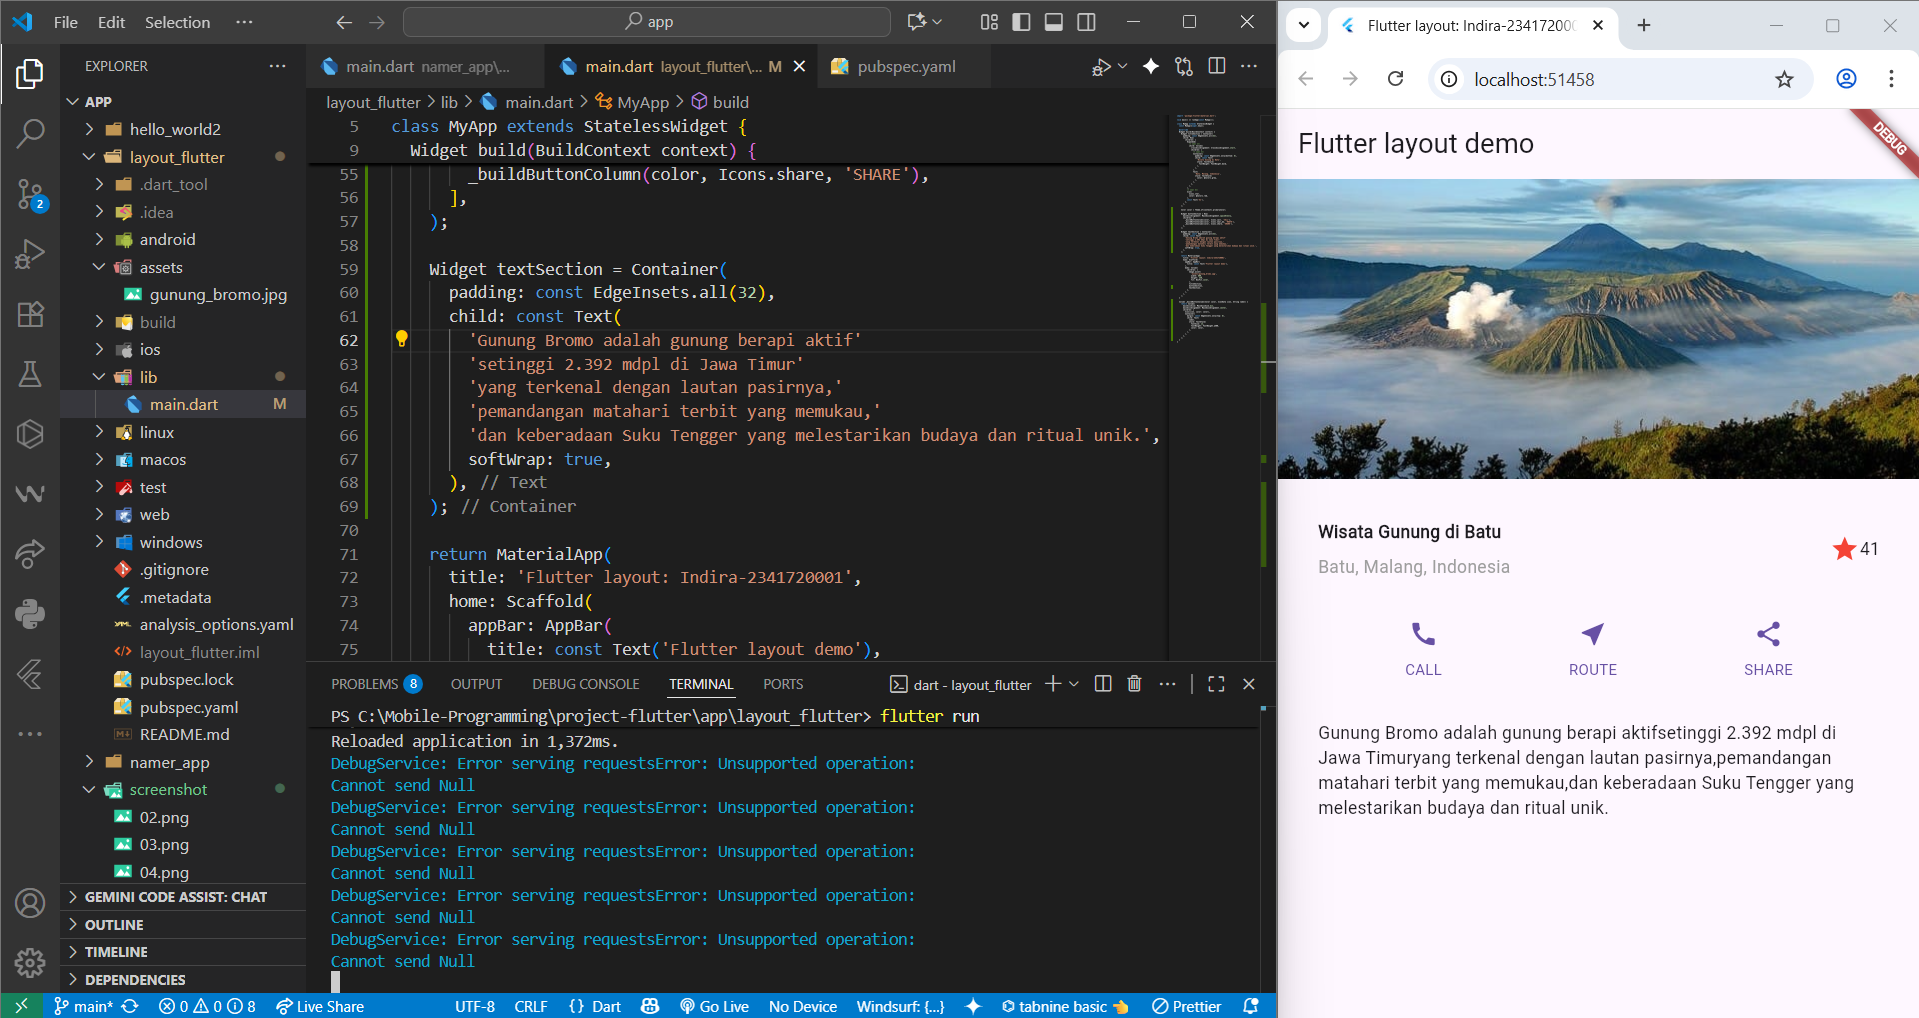 File Edit Selection ···
app
EXPLORER
APP
hello_world2
layout_flutter
.dart_tool
.idea
android
assets
gunung_bromo.jpg
build
ios
lib
main.dart M
linux
macos
test
web
windows
.gitignore
.metadata
analysis_options.yaml
layout_flutter.iml
pubspec.lock
pubspec.yaml
README.md
namer_app
screenshot
02.png
03.png
04.png
GEMINI CODE ASSIST: CHAT
OUTLINE
TIMELINE
DEPENDENCIES
2
main.dart namer_app\...
main.dart layout_flutter\... M
pubspec.yaml
layout_flutter > lib > main.dart > MyApp > build
5 class MyApp extends StatelessWidget {
9 Widget build(BuildContext context) {
55 _buildButtonColumn(color, Icons.share, 'SHARE'),
56 ],
57 );
58
59 Widget textSection = Container(
60 padding: const EdgeInsets.all(32),
61 child: const Text(
62 'Gunung Bromo adalah gunung berapi aktif'
63 'setinggi 2.392 mdpl di Jawa Timur'
64 'yang terkenal dengan lautan pasirnya,'
65 'pemandangan matahari terbit yang memukau,'
66 'dan keberadaan Suku Tengger yang melestarikan budaya dan ritual unik.',
67 softWrap: true,
68 ), // Text
69 ); // Container
70
71 return MaterialApp(
72 title: 'Flutter layout: Indira-2341720001',
73 home: Scaffold(
74 appBar: AppBar(
75 title: const Text('Flutter layout demo'),
PROBLEMS 8 OUTPUT DEBUG CONSOLE TERMINAL PORTS
dart - layout_flutter
PS C:\Mobile-Programming\project-flutter\app\layout_flutter> flutter run
Reloaded application in 1,372ms.
DebugService: Error serving requestsError: Unsupported operation:
Cannot send Null
DebugService: Error serving requestsError: Unsupported operation:
Cannot send Null
DebugService: Error serving requestsError: Unsupported operation:
Cannot send Null
DebugService: Error serving requestsError: Unsupported operation:
Cannot send Null
DebugService: Error serving requestsError: Unsupported operation:
Cannot send Null
main* 0 0 8 Live Share UTF-8 CRLF {} Dart Go Live No Device Windsurf: {...} tabnine basic Prettier
Flutter layout: Indira-234172000
localhost:51458
Flutter layout demo
DEBUG
Wisata Gunung di Batu
Batu, Malang, Indonesia
41
CALL ROUTE SHARE
Gunung Bromo adalah gunung berapi aktifsetinggi 2.392 mdpl di
Jawa Timuryang terkenal dengan lautan pasirnya,pemandangan
matahari terbit yang memukau,dan keberadaan Suku Tengger yang
melestarikan budaya dan ritual unik.